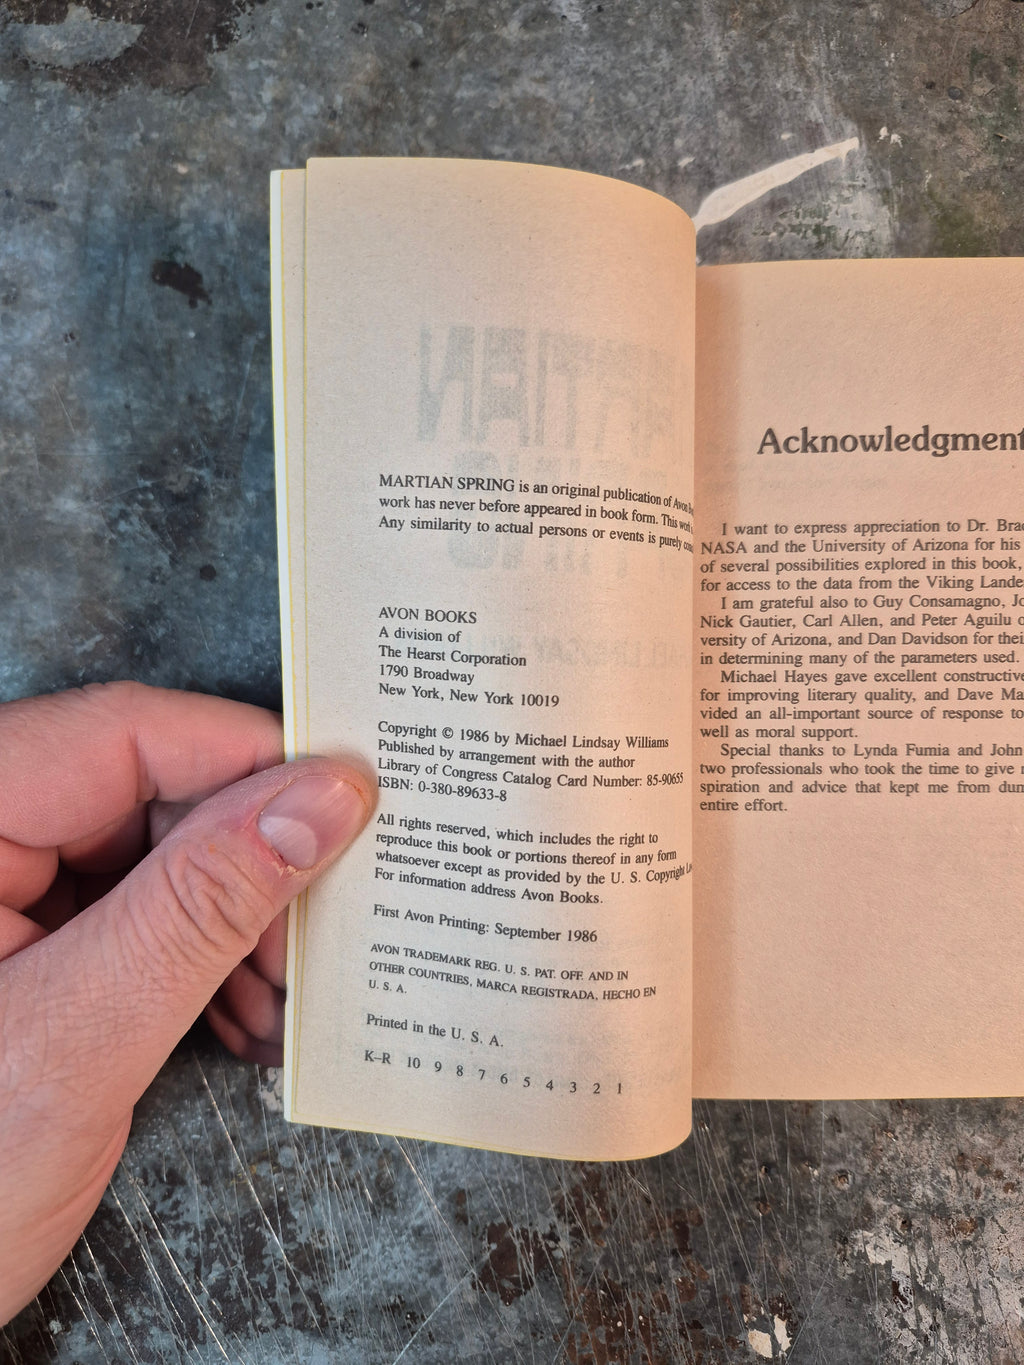 MARTIAN SPRING is an original publication of Avon
work has never before appeared in book form. This work
Any similarity to actual persons or events is purely
AVON BOOKS
A division of
The Hearst Corporation
1790 Broadway
New York, New York 10019
Copyright © 1986 by Michael Lindsay Williams
Published by arrangement with the author
Library of Congress Catalog Card Number: 85-90655
ISBN: 0-380-89633-8
All rights reserved, which includes the right to
reproduce this book or portions thereof in any form
whatsoever except as provided by the U. S. Copyright
For information address Avon Books.
First Avon Printing: September 1986
AVON TRADEMARK REG. U. S. PAT. OFF. AND IN
OTHER COUNTRIES, MARCA REGISTRADA, HECHO EN
U. S. A.
Printed in the U. S. A.
K–R 10 9 8 7 6 5 4 3 2 1
Acknowledgment
I want to express appreciation to Dr.
NASA and the University of Arizona for his
of several possibilities explored in this book,
for access to the data from the Viking
I am grateful also to Guy Consamagno,
Nick Gautier, Carl Allen, and Peter Aguilu
versity of Arizona, and Dan Davidson for their
in determining many of the parameters used.
Michael Hayes gave excellent constructive
for improving literary quality, and Dave
vided an all-important source of response to
well as moral support.
Special thanks to Lynda Fumia and John
two professionals who took the time to give
spiration and advice that kept me from
entire effort.